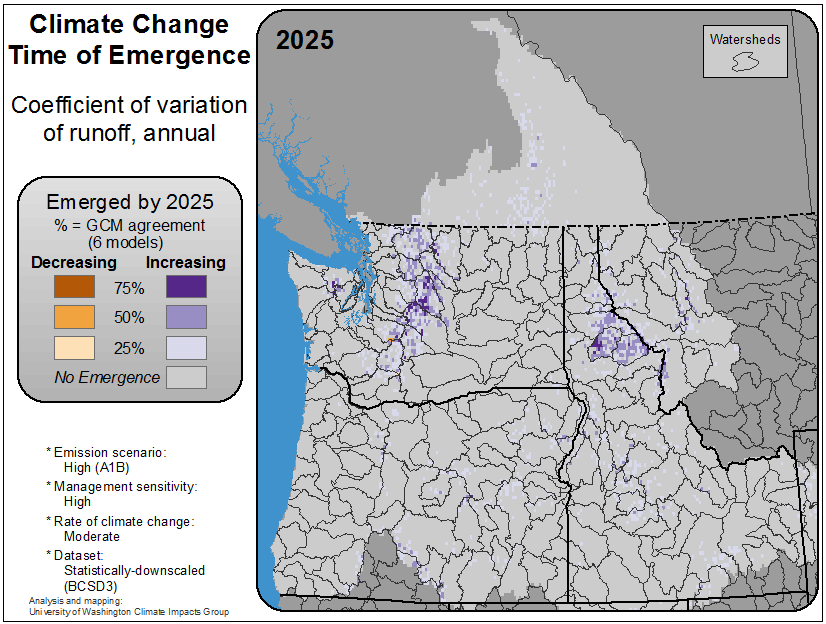 Climate Change
Time of Emergence
Coefficient of variation
of runoff, annual
Emerged by 2025
% = GCM agreement
(6 models)
Decreasing Increasing
75%
50%
25%
No Emergence
* Emission scenario:
High (A1B)
* Management sensitivity:
High
* Rate of climate change:
Moderate
* Dataset:
Statistically-downscaled
(BCSD3)
Analysis and mapping:
University of Washington Climate Impacts Group
2025
Watersheds